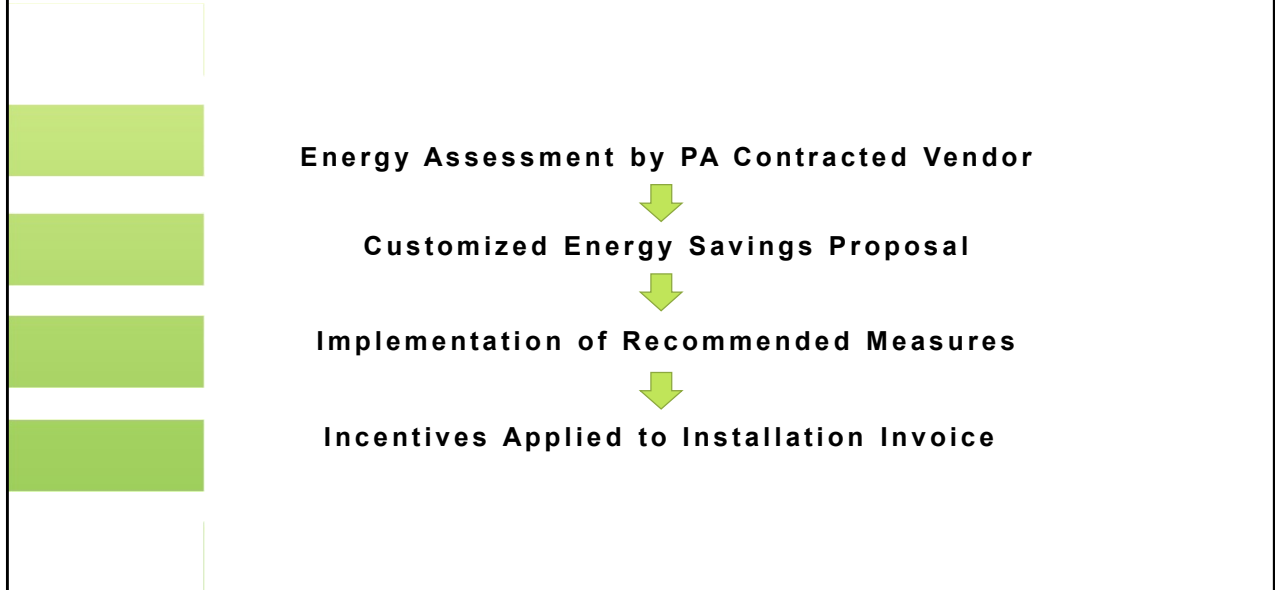 Energy Assessment by PA Contracted Vendor
Customized Energy Savings Proposal
Implementation of Recommended Measures
Incentives Applied to Installation Invoice